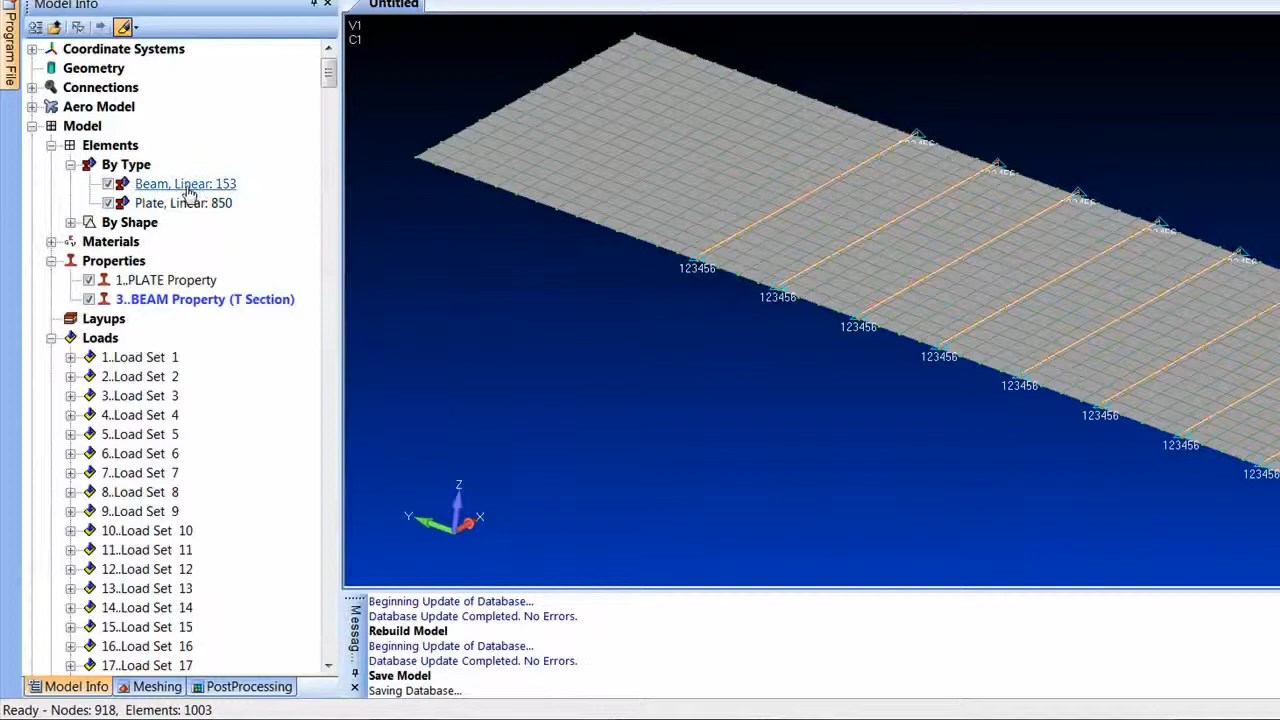 Model Info
Program File
Untitled
V1
C1
Coordinate Systems
Geometry
Connections
Aero Model
Model
Elements
By Type
Beam, Linear: 153
Plate, Linear: 850
By Shape
Materials
Properties
1..PLATE Property
3..BEAM Property (T Section)
Layups
Loads
1..Load Set 1
2..Load Set 2
3..Load Set 3
4..Load Set 4
5..Load Set 5
6..Load Set 6
7..Load Set 7
8..Load Set 8
9..Load Set 9
10..Load Set 10
11..Load Set 11
12..Load Set 12
13..Load Set 13
14..Load Set 14
15..Load Set 15
16..Load Set 16
17..Load Set 17
123456
123456
123456
123456
123456
123456
123456
123456
Z
Y
X
Messag...
Beginning Update of Database...
Database Update Completed. No Errors.
Rebuild Model
Beginning Update of Database...
Database Update Completed. No Errors.
Save Model
Saving Database...
Model Info
Meshing
PostProcessing
Ready - Nodes: 918, Elements: 1003